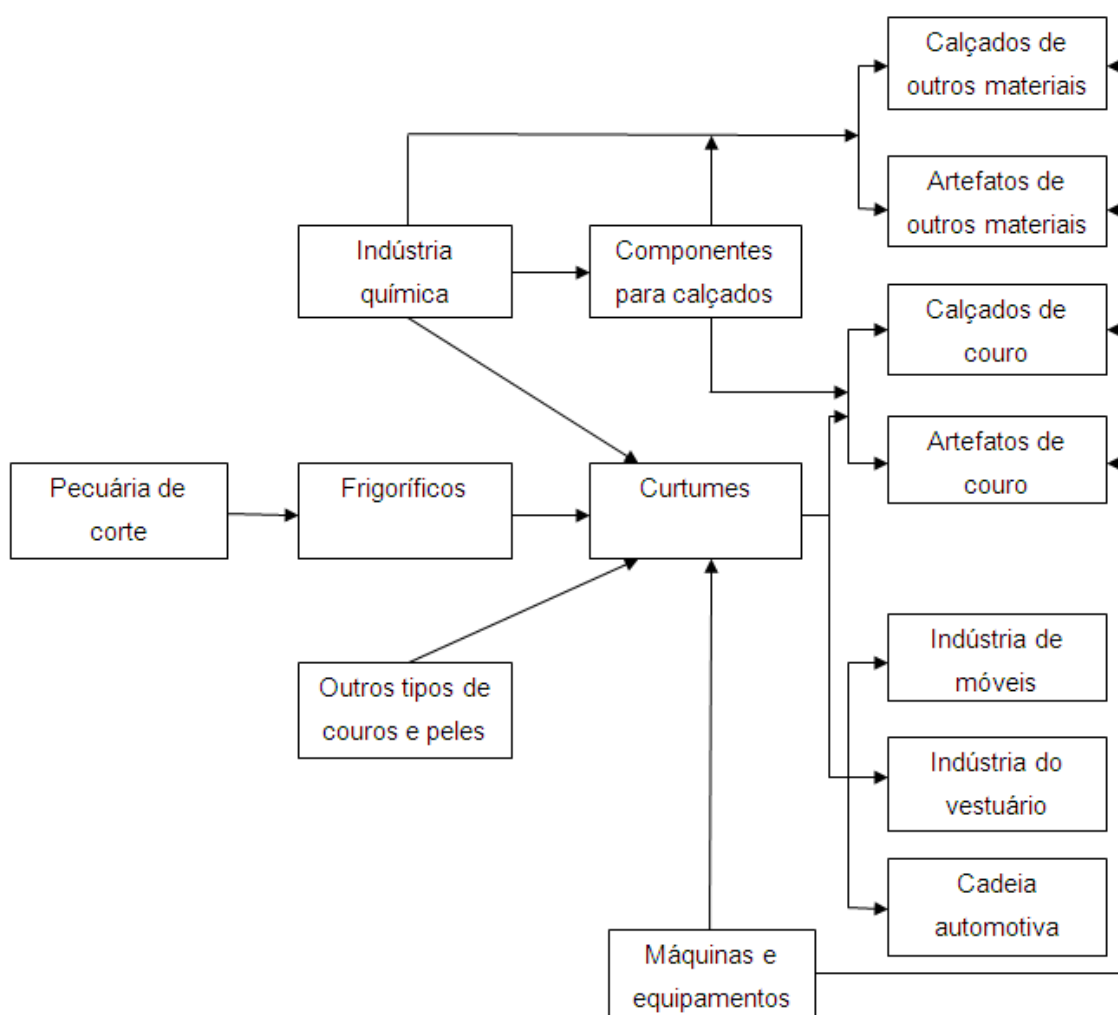 Calçados de
outros materiais
Artefatos de
outros materiais
Indústria
química
Componentes
para calçados
Calçados de
couro
Artefatos de
couro
Pecuária de
corte
Frigoríficos
Curtumes
Indústria de
móveis
Outros tipos de
couros e peles
Indústria do
vestuário
Cadeia
automotiva
Máquinas e
equipamentos